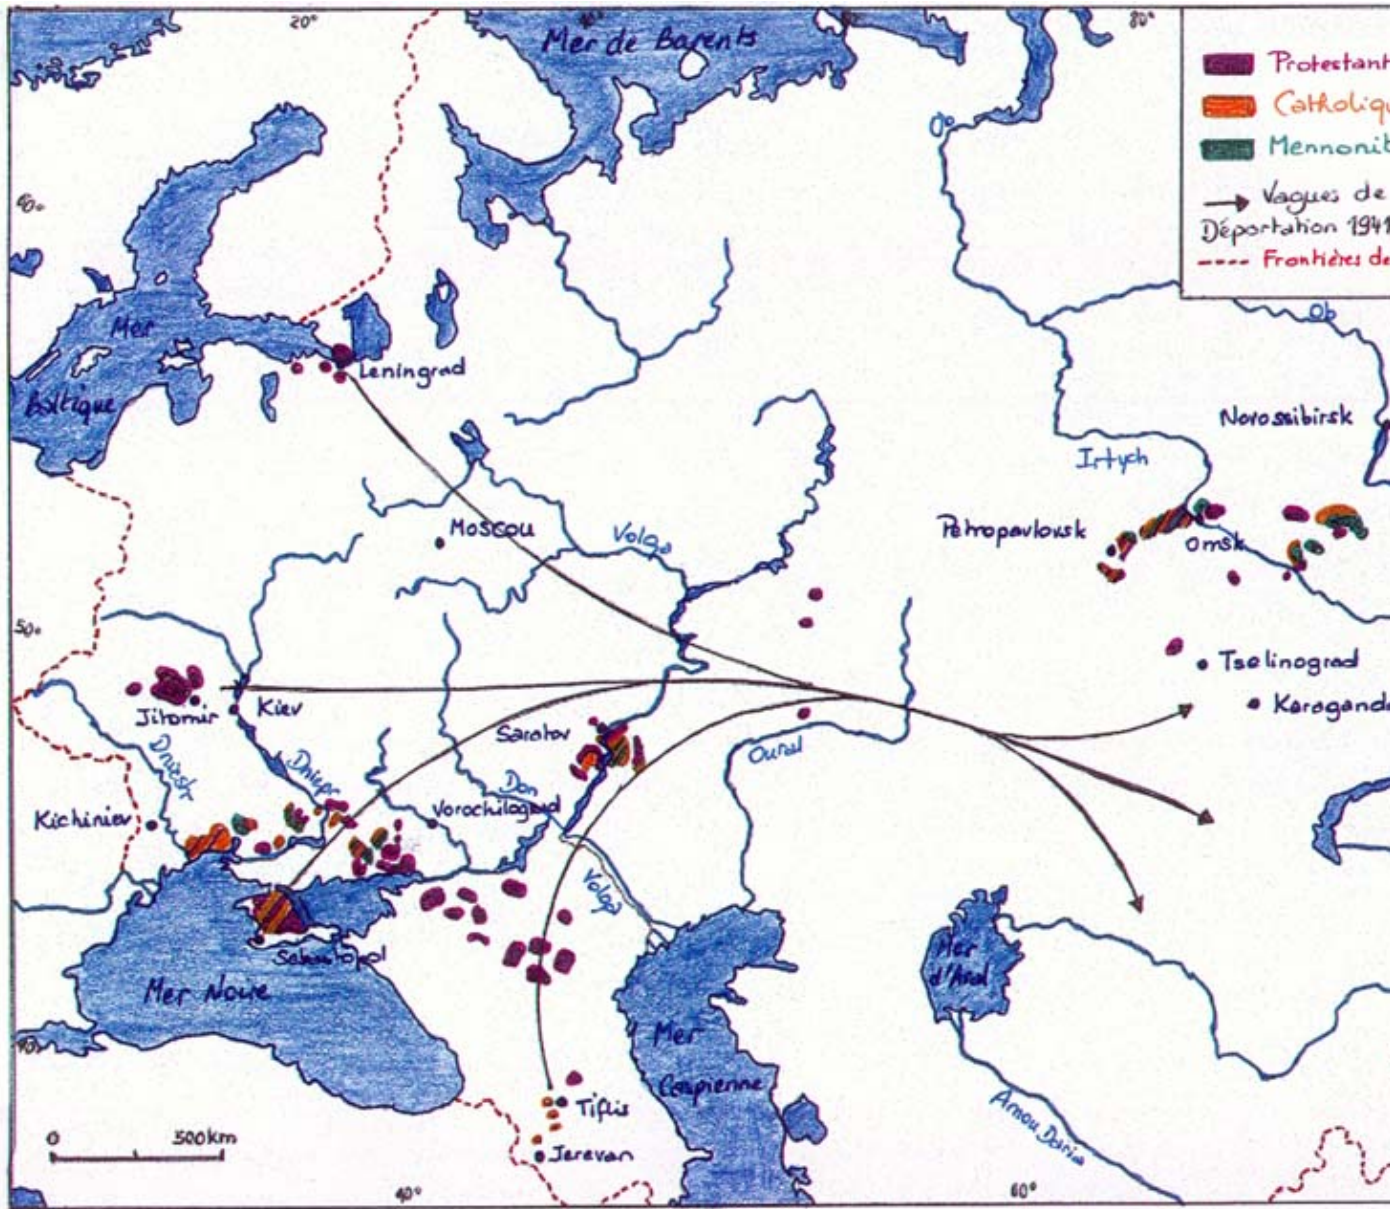 20°
80°
Mer de Barents
Protestant
Catholiqu
Mennonit
Vagues de
Déportation 1941
Frontières de
60°
Ob
Mer
Baltique
Leningrad
Ob
Norossibirsk
Irtych
Moscou
Volga
Petropavlovsk
Omsk
50°
Tselinograd
Karagand
Jitomir
Kiev
Saratov
Oural
Dniestr
Dniepr
Don
Vorochilograd
Kichiniev
Volga
Sebastopol
Mer Noire
Mer
d'Aral
40°
Mer
Caspienne
Tiflis
Jerevan
Amou Daria
0 300km
40°
60°